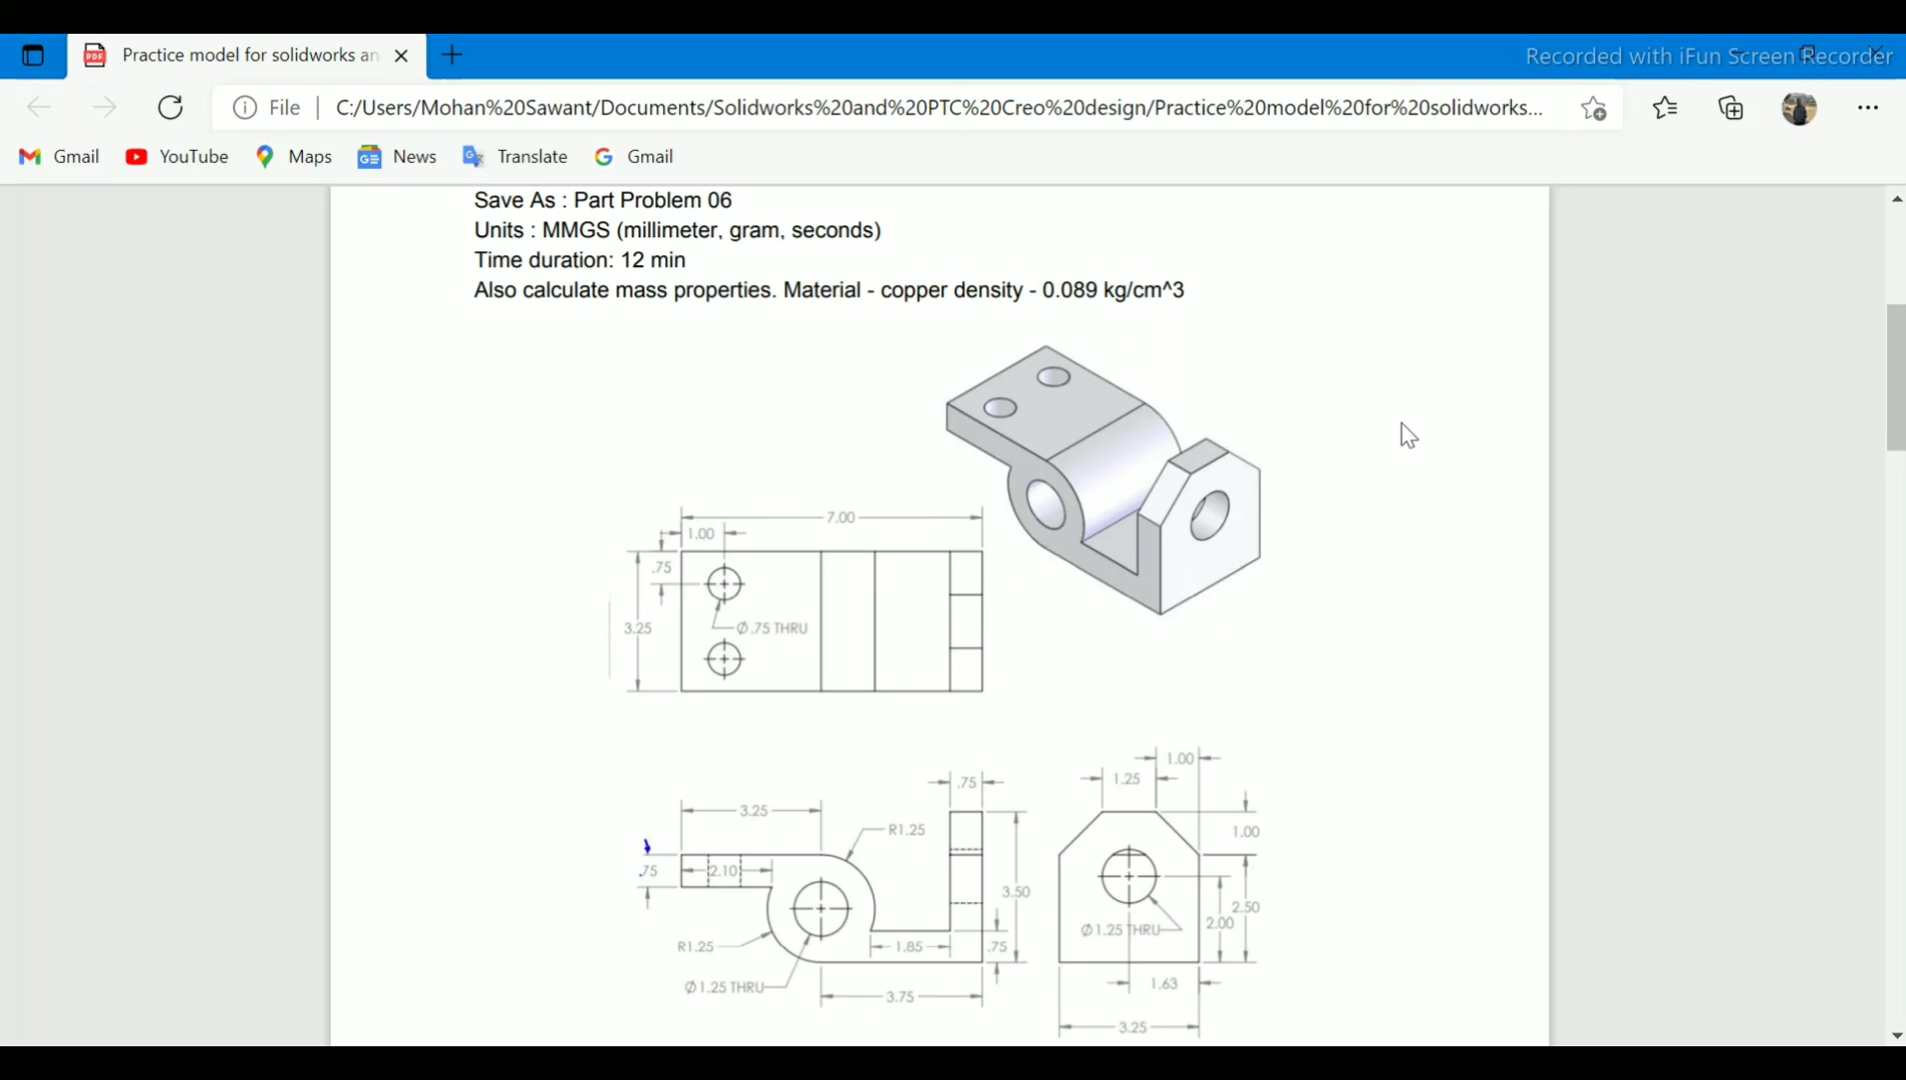 Practice model for solidworks an
Recorded with iFun Screen Recorder
File
C:/Users/Mohan%20Sawant/Documents/Solidworks%20and%20PTC%20Creo%20design/Practice%20model%20for%20solidworks...
Gmail YouTube Maps News Translate Gmail
Save As : Part Problem 06
Units : MMGS (millimeter, gram, seconds)
Time duration: 12 min
Also calculate mass properties. Material - copper density - 0.089 kg/cm^3
7.00
1.00
.75
3.25
Ø.75 THRU
1.00
1.25
.75
3.25
R1.25
1.00
.75
2.10
3.50
2.50
2.00
Ø1.25 THRU
R1.25
1.85
.75
Ø1.25 THRU
3.75
1.63
3.25